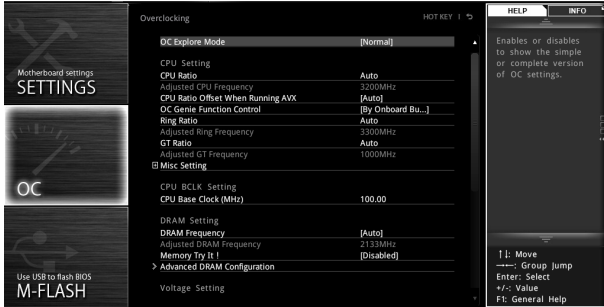 Motherboard settings
SETTINGS
OC
Use USB to flash BIOS
M-FLASH
Overclocking
HOT KEY |
OC Explore Mode [Normal]
CPU Setting
CPU Ratio Auto
Adjusted CPU Frequency 3200MHz
CPU Ratio Offset When Running AVX [Auto]
OC Genie Function Control [By Onboard Bu...]
Ring Ratio Auto
Adjusted Ring Frequency 3300MHz
GT Ratio Auto
Adjusted GT Frequency 1000MHz
Misc Setting
CPU BCLK Setting
CPU Base Clock (MHz) 100.00
DRAM Setting
DRAM Frequency [Auto]
Adjusted DRAM Frequency 2133MHz
Memory Try It ! [Disabled]
> Advanced DRAM Configuration
Voltage Setting
HELP
INFO
Enables or disables
to show the simple
or complete version
of OC settings.
↑↓: Move
→←: Group Jump
Enter: Select
+/-: Value
F1: General Help